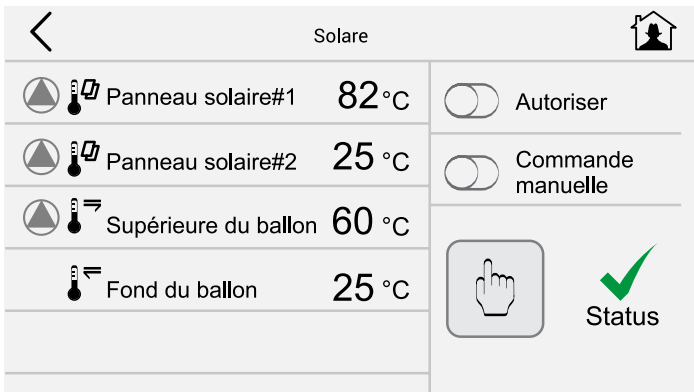 Solare
Panneau solaire#1 82°C
Autoriser
Panneau solaire#2 25 °C
Commande
manuelle
Supérieure du ballon 60 °C
Fond du ballon 25 °C
Status